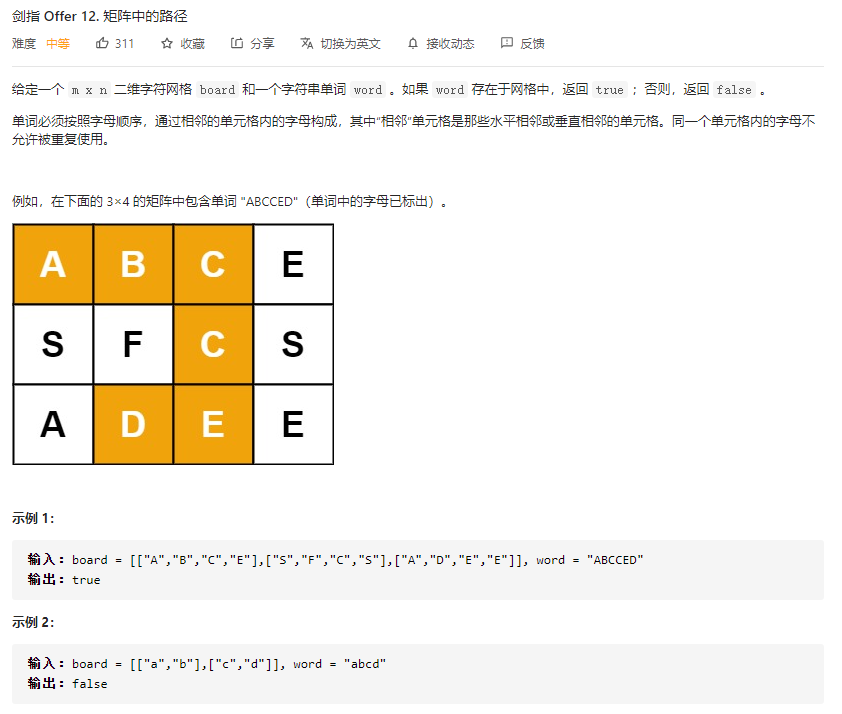 剑指 Offer 12. 矩阵中的路径
难度 中等 311 收藏 分享 切换为英文 接收动态 反馈
给定一个 m x n 二维字符网格 board 和一个字符串单词 word 。如果 word 存在于网格中，返回 true ；否则，返回 false 。
单词必须按照字母顺序，通过相邻的单元格内的字母构成，其中“相邻”单元格是那些水平相邻或垂直相邻的单元格。同一个单元格内的字母不
允许被重复使用。
例如，在下面的 3×4 的矩阵中包含单词 "ABCCED"（单词中的字母已标出）。
A B C E
S F C S
A D E E
示例 1：
输入：board = [["A","B","C","E"],["S","F","C","S"],["A","D","E","E"]], word = "ABCCED"
输出：true
示例 2：
输入：board = [["a","b"],["c","d"]], word = "abcd"
输出：false